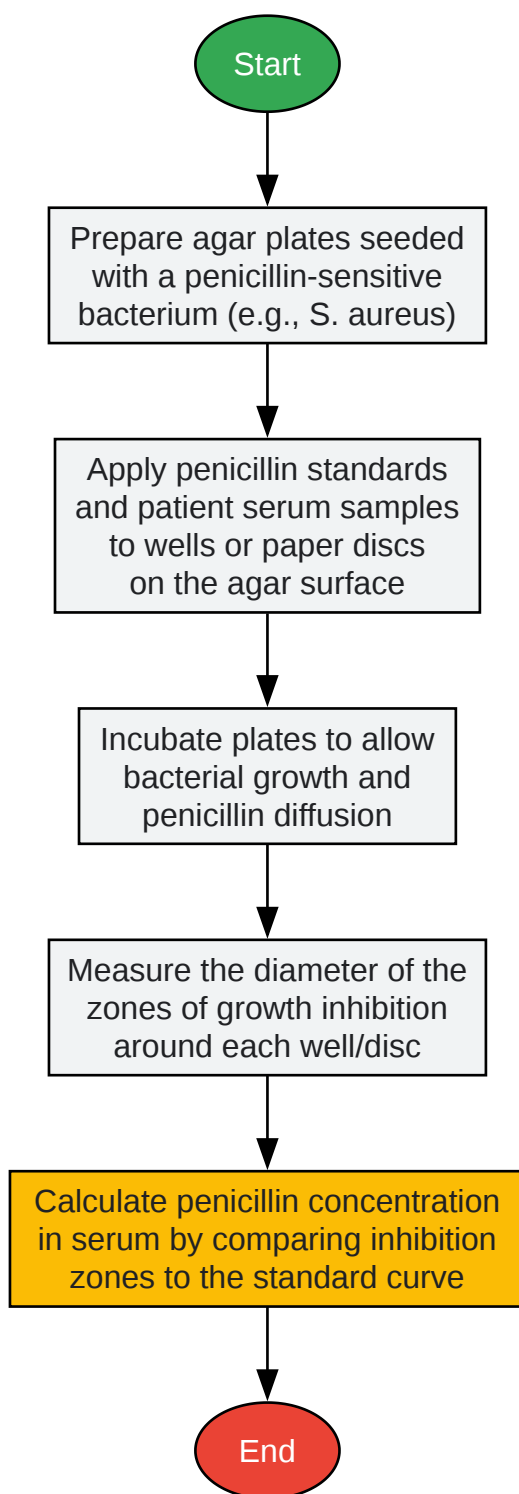 Start
Prepare agar plates seeded
with a penicillin-sensitive
bacterium (e.g., S. aureus)
Apply penicillin standards
and patient serum samples
to wells or paper discs
on the agar surface
Incubate plates to allow
bacterial growth and
penicillin diffusion
Measure the diameter of the
zones of growth inhibition
around each well/disc
Calculate penicillin concentration
in serum by comparing inhibition
zones to the standard curve
End